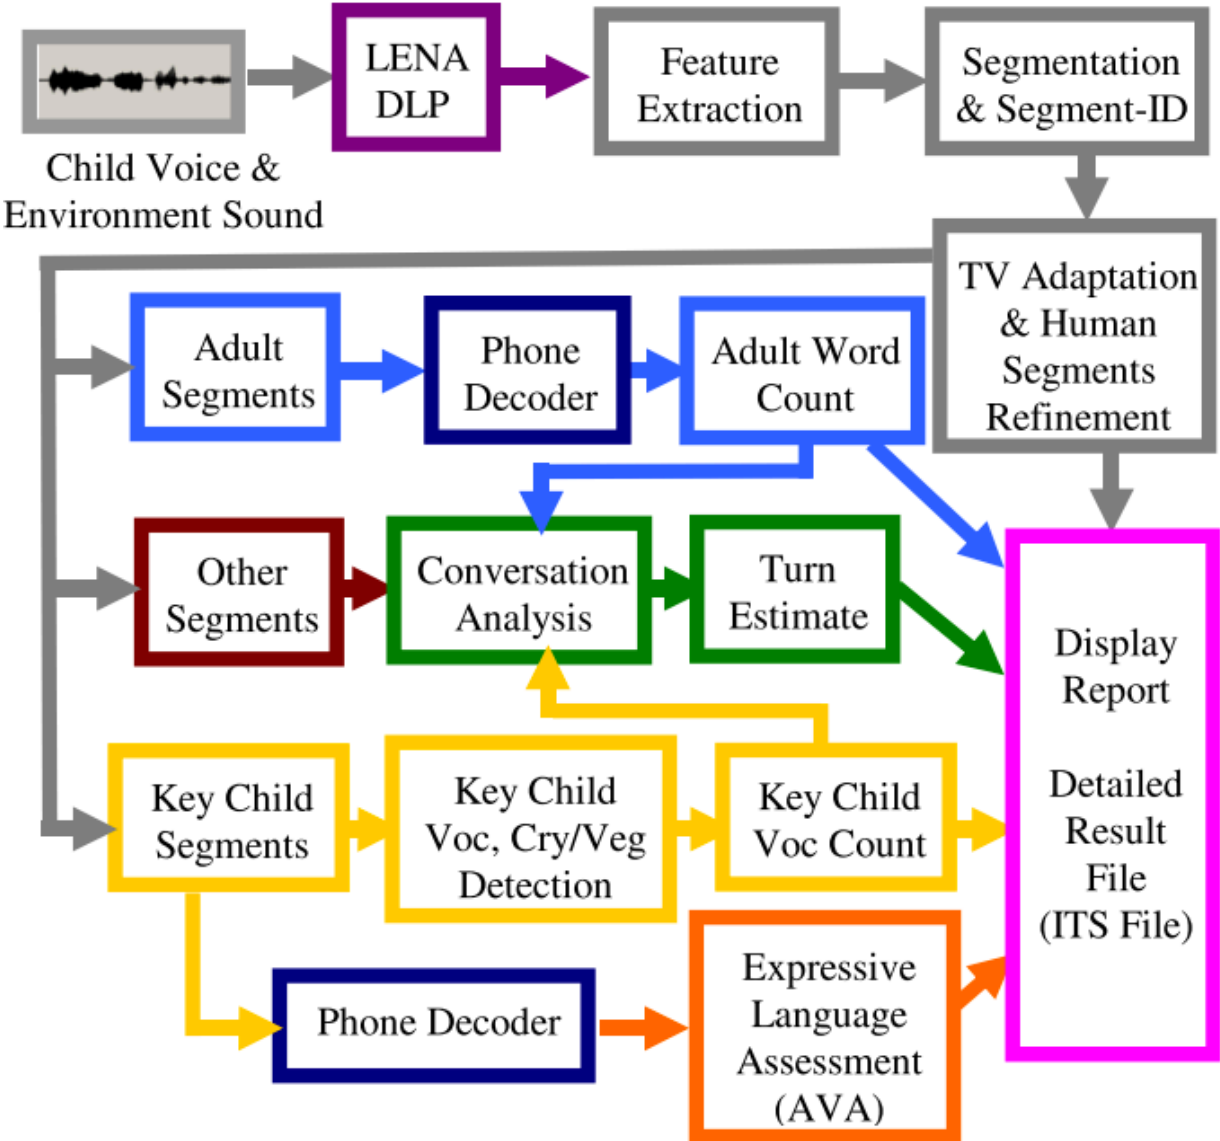 LENA
DLP
Feature
Extraction
Segmentation
& Segment-ID
Child Voice &
Environment Sound
TV Adaptation
& Human
Segments
Refinement
Adult
Segments
Phone
Decoder
Adult Word
Count
Other
Segments
Conversation
Analysis
Turn
Estimate
Display
Report
Detailed
Result
File
(ITS File)
Key Child
Segments
Key Child
Voc, Cry/Veg
Detection
Key Child
Voc Count
Phone Decoder
Expressive
Language
Assessment
(AVA)